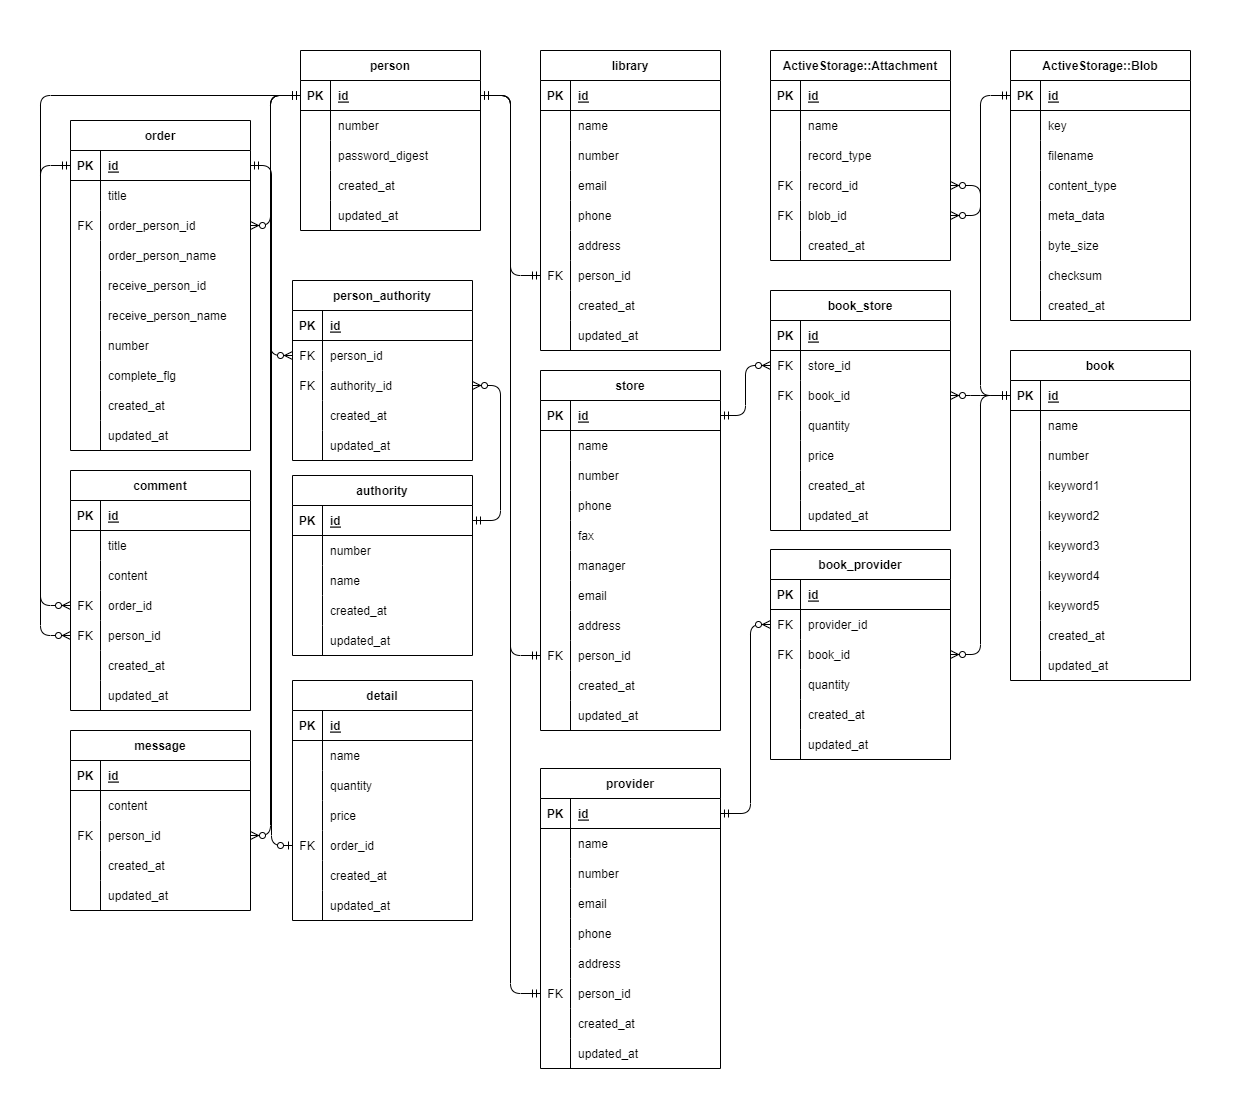 person
PK id
number
password_digest
created_at
updated_at
order
PK id
title
FK order_person_id
order_person_name
receive_person_id
receive_person_name
number
complete_flg
created_at
updated_at
comment
PK id
title
content
FK order_id
FK person_id
created_at
updated_at
message
PK id
content
FK person_id
created_at
updated_at
person_authority
PK id
FK person_id
FK authority_id
created_at
updated_at
authority
PK id
number
name
created_at
updated_at
detail
PK id
name
quantity
price
FK order_id
created_at
updated_at
library
PK id
name
number
email
phone
address
FK person_id
created_at
updated_at
store
PK id
name
number
phone
fax
manager
email
address
FK person_id
created_at
updated_at
provider
PK id
name
number
email
phone
address
FK person_id
created_at
updated_at
ActiveStorage::Attachment
PK id
name
record_type
FK record_id
FK blob_id
created_at
book_store
PK id
FK store_id
FK book_id
quantity
price
created_at
updated_at
book_provider
PK id
FK provider_id
FK book_id
quantity
created_at
updated_at
ActiveStorage::Blob
PK id
key
filename
content_type
meta_data
byte_size
checksum
created_at
book
PK id
name
number
keyword1
keyword2
keyword3
keyword4
keyword5
created_at
updated_at